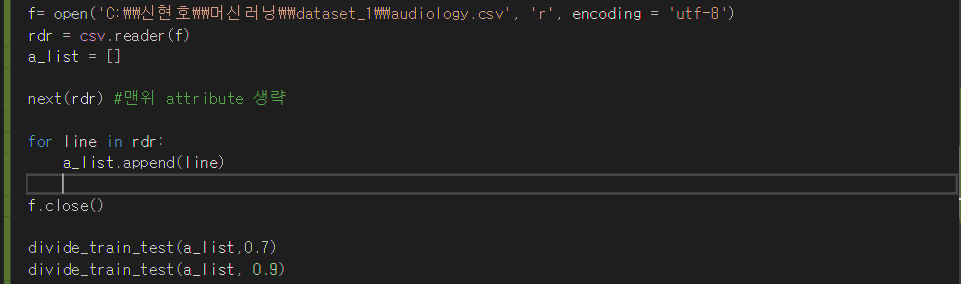 f= open('C:₩₩신현호₩₩머신러닝₩₩dataset_1₩₩audiology.csv', 'r', encoding = 'utf-8')
rdr = csv.reader(f)
a_list = []
next(rdr) #맨위 attribute 생략
for line in rdr:
a_list.append(line)
f.close()
divide_train_test(a_list,0.7)
divide_train_test(a_list, 0.9)